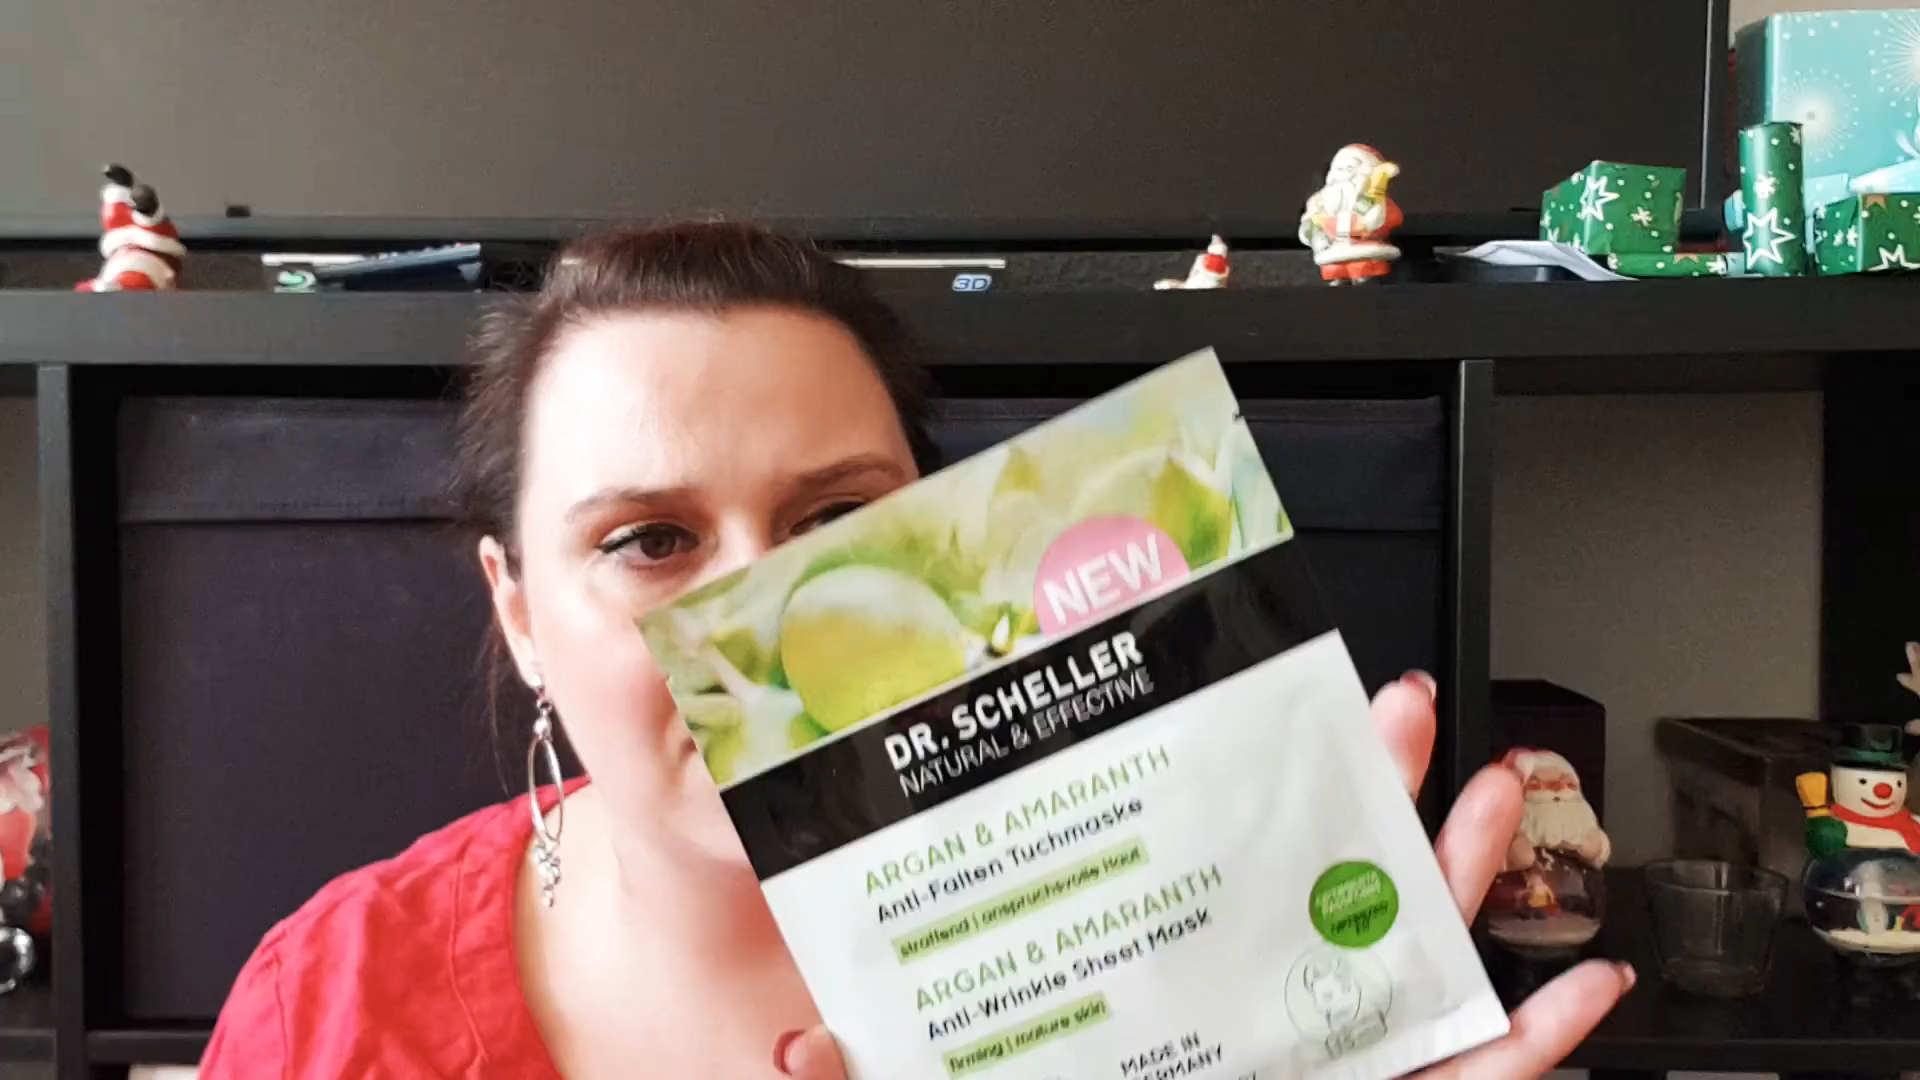 3D
NEW
DR. SCHELLER
NATURAL & EFFECTIVE
ARGAN & AMARANTH
Anti-Falten Tuchmaske
straffend | anspruchsvolle Haut
ARGAN & AMARANTH
Anti-Wrinkle Sheet Mask
firming | mature skin
MADE IN